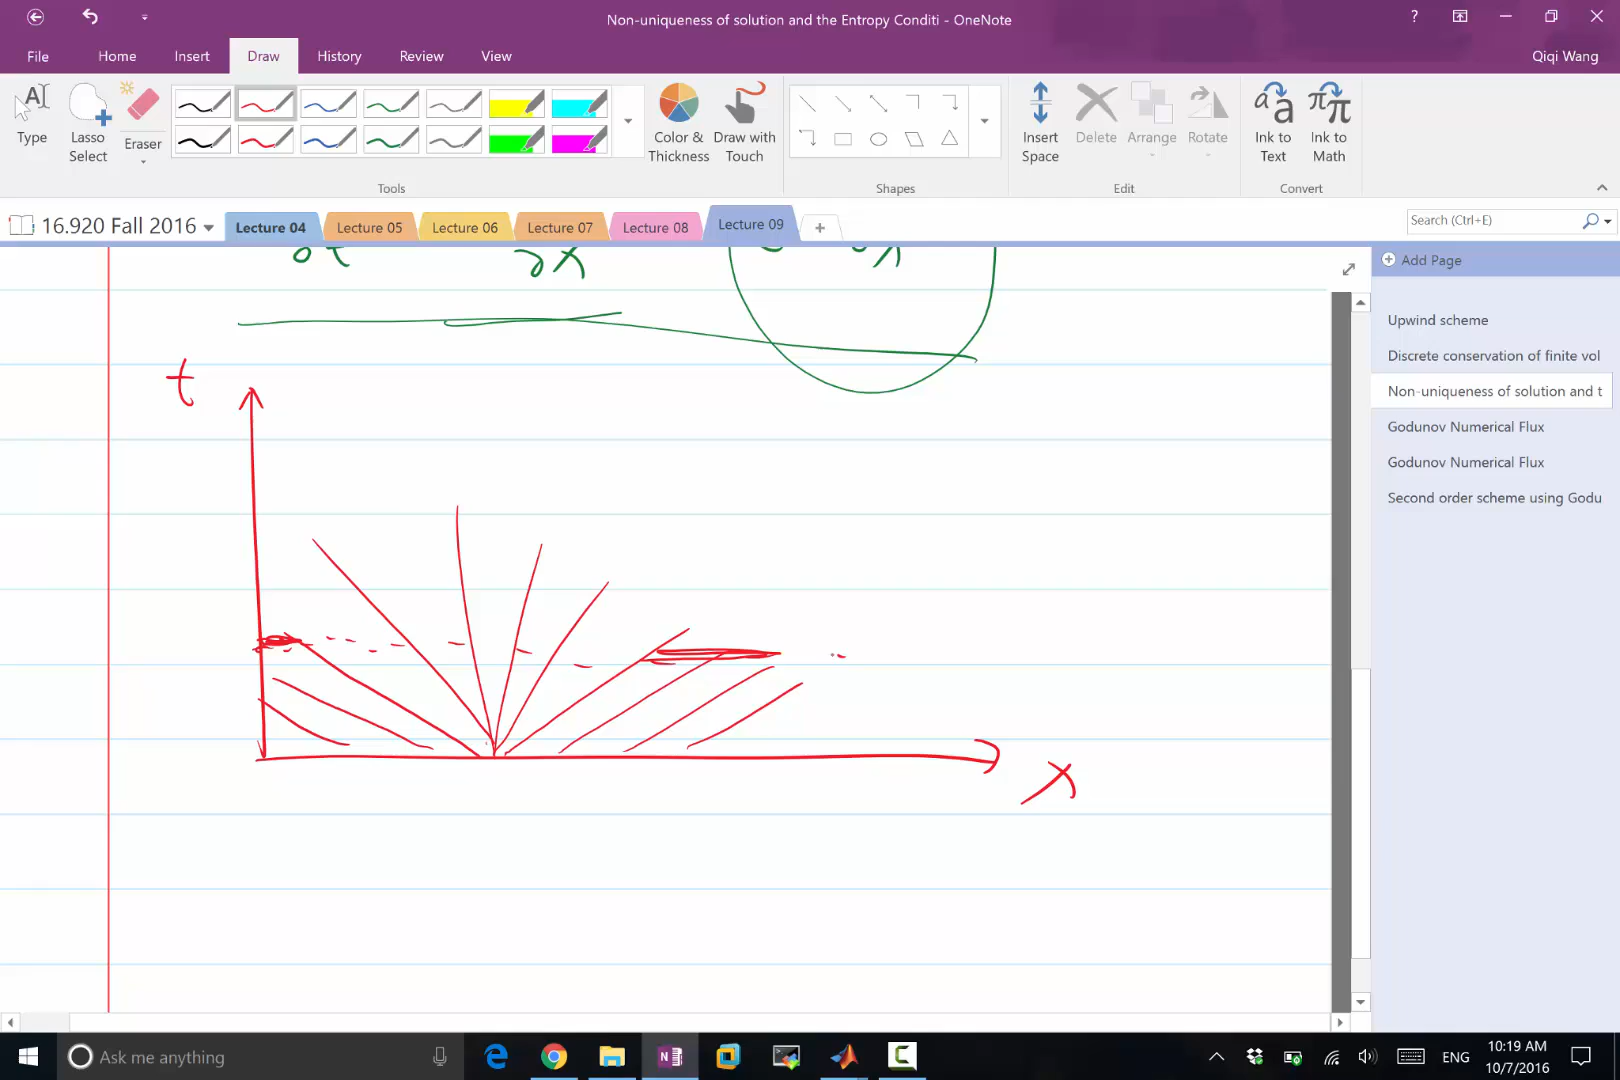 Non-uniqueness of solution and the Entropy Conditi - OneNote
?
File Home Insert Draw History Review View
Qiqi Wang
Type
Lasso Select
Eraser
Color & Thickness
Draw with Touch
Insert Space
Delete
Arrange
Rotate
Ink to Text
Ink to Math
Tools
Shapes
Edit
Convert
16.920 Fall 2016
Lecture 04 Lecture 05 Lecture 06 Lecture 07 Lecture 08 Lecture 09 +
Search (Ctrl+E)
Add Page
Upwind scheme
Discrete conservation of finite vol
Non-uniqueness of solution and t
Godunov Numerical Flux
Godunov Numerical Flux
Second order scheme using Godu
∂t ∂x
t
x
Ask me anything
ENG
10:19 AM
10/7/2016